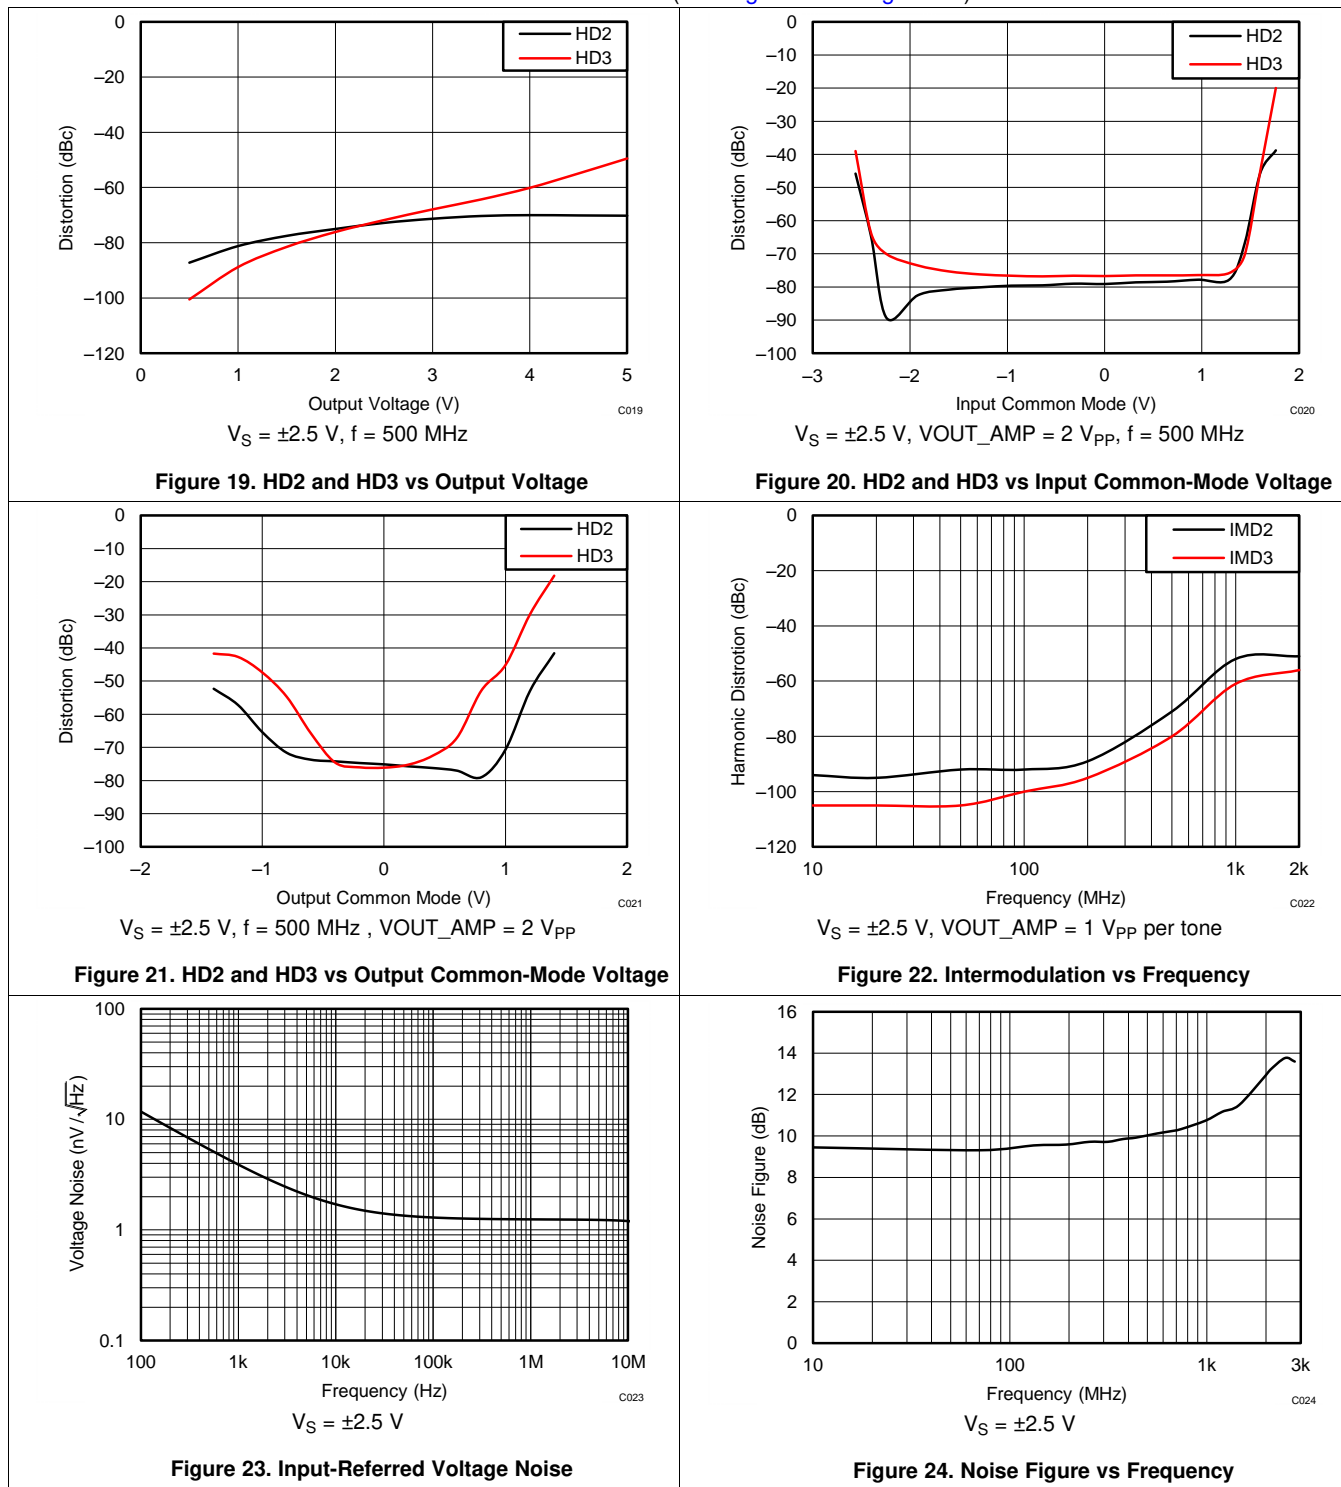 0
–20
–40
–60
–80
–100
–120
Distortion (dBc)
HD2
HD3
0 1 2 3 4 5
Output Voltage (V)
C019
V_S = ±2.5 V, f = 500 MHz
Figure 19. HD2 and HD3 vs Output Voltage
0
–10
–20
–30
–40
–50
–60
–70
–80
–90
–100
Distortion (dBc)
HD2
HD3
–3 –2 –1 0 1 2
Input Common Mode (V)
C020
V_S = ±2.5 V, VOUT_AMP = 2 V_PP, f = 500 MHz
Figure 20. HD2 and HD3 vs Input Common-Mode Voltage
0
–10
–20
–30
–40
–50
–60
–70
–80
–90
–100
Distortion (dBc)
HD2
HD3
–2 –1 0 1 2
Output Common Mode (V)
C021
V_S = ±2.5 V, f = 500 MHz , VOUT_AMP = 2 V_PP
Figure 21. HD2 and HD3 vs Output Common-Mode Voltage
0
–20
–40
–60
–80
–100
–120
Harmonic Distrotion (dBc)
IMD2
IMD3
10 100 1k 2k
Frequency (MHz)
C022
V_S = ±2.5 V, VOUT_AMP = 1 V_PP per tone
Figure 22. Intermodulation vs Frequency
100
10
1
0.1
Voltage Noise (nV/√Hz)
100 1k 10k 100k 1M 10M
Frequency (Hz)
C023
V_S = ±2.5 V
Figure 23. Input-Referred Voltage Noise
16
14
12
10
8
6
4
2
0
Noise Figure (dB)
10 100 1k 3k
Frequency (MHz)
C024
V_S = ±2.5 V
Figure 24. Noise Figure vs Frequency